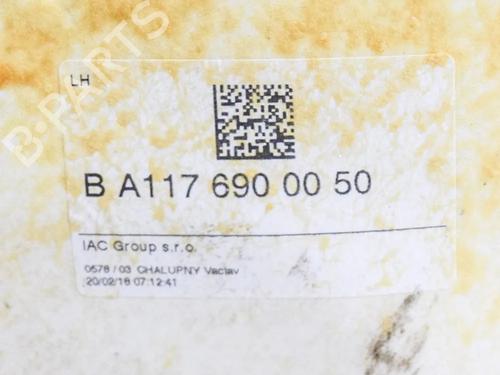 B-PARTS
LH
B A117 690 00 50
IAC Group s.r.o.
0578 / 03 CHALUPNY Vaclav
20/02/18 07:12:41